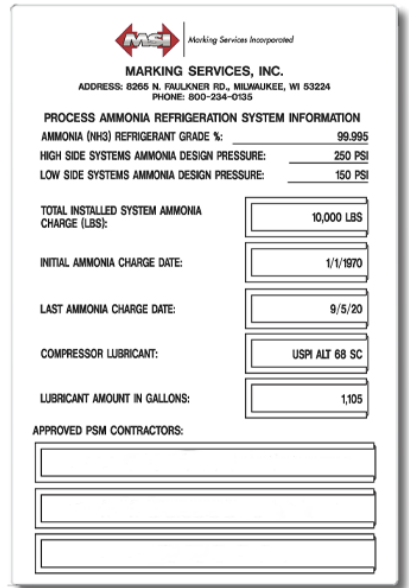 MSI Marking Services Incorporated
MARKING SERVICES, INC.
ADDRESS: 8265 N. FAULKNER RD., MILWAUKEE, WI 53224
PHONE: 800-234-0135
PROCESS AMMONIA REFRIGERATION SYSTEM INFORMATION
AMMONIA (NH3) REFRIGERANT GRADE %: 99.995
HIGH SIDE SYSTEMS AMMONIA DESIGN PRESSURE: 250 PSI
LOW SIDE SYSTEMS AMMONIA DESIGN PRESSURE: 150 PSI
TOTAL INSTALLED SYSTEM AMMONIA
CHARGE (LBS): 10,000 LBS
INITIAL AMMONIA CHARGE DATE: 1/1/1970
LAST AMMONIA CHARGE DATE: 9/5/20
COMPRESSOR LUBRICANT: USPI ALT 68 SC
LUBRICANT AMOUNT IN GALLONS: 1,105
APPROVED PSM CONTRACTORS: